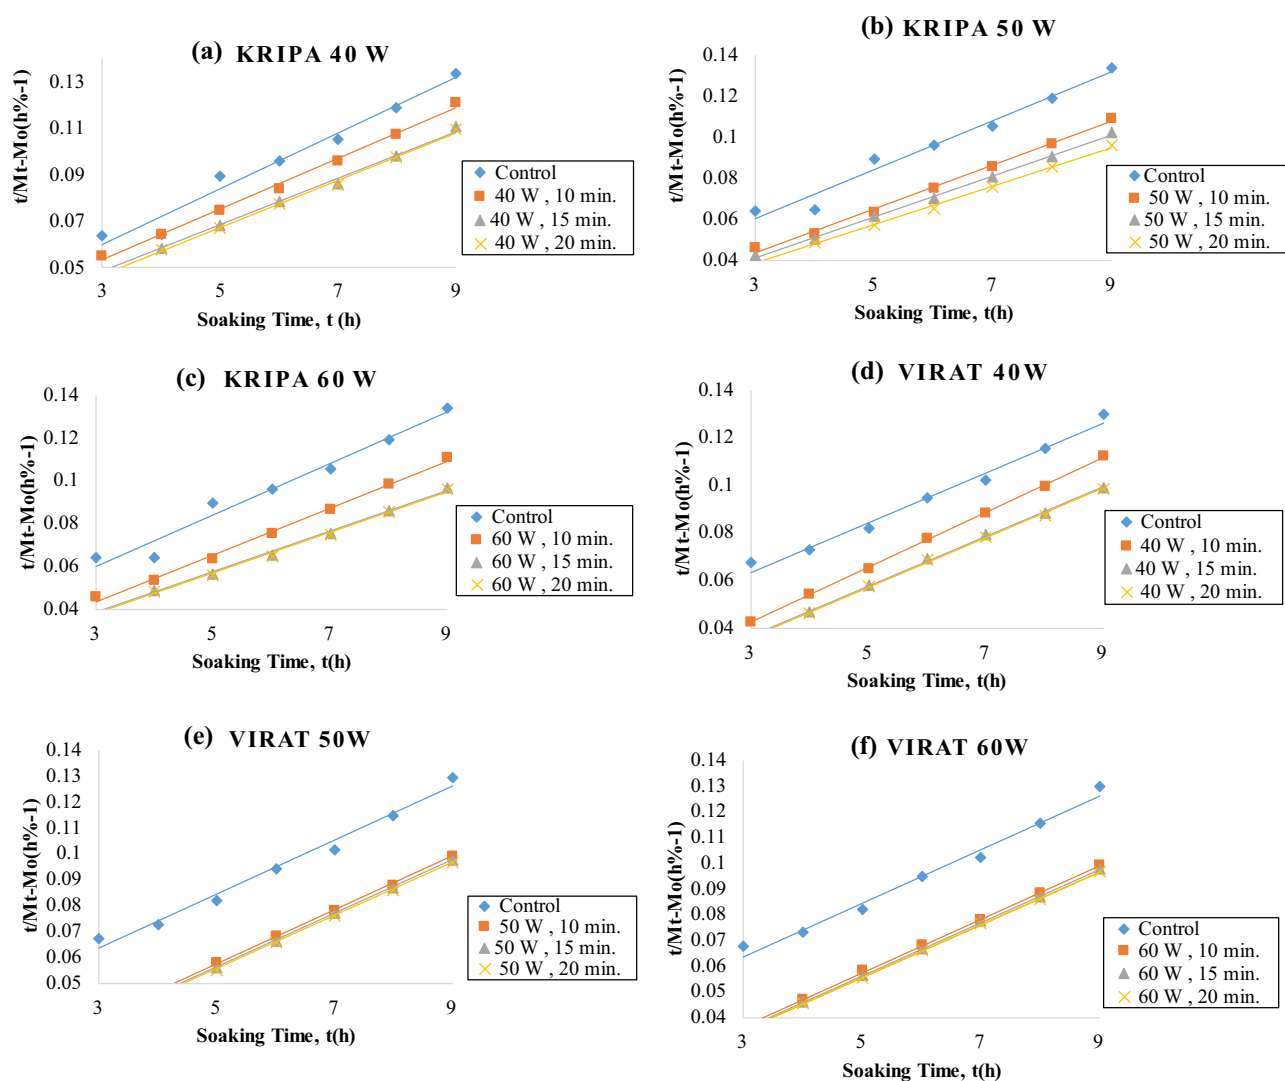 (a) KRIPA 40 W
t/Mt-Mo(h%-1)
0.13
0.11
0.09
0.07
0.05
3 5 7 9
Soaking Time, t (h)
Control
40 W , 10 min.
40 W , 15 min.
40 W , 20 min.
(b) KRIPA 50 W
t/Mt-Mo(h%-1)
0.14
0.12
0.1
0.08
0.06
0.04
3 5 7 9
Soaking Time, t(h)
Control
50 W , 10 min.
50 W , 15 min.
50 W , 20 min.
(c) KRIPA 60 W
t/Mt-Mo(h%-1)
0.14
0.12
0.1
0.08
0.06
0.04
3 5 7 9
Soaking Time, t(h)
Control
60 W , 10 min.
60 W , 15 min.
60 W , 20 min.
(d) VIRAT 40W
t/Mt-Mo(h%-1)
0.14
0.12
0.1
0.08
0.06
0.04
3 5 7 9
Soaking Time, t(h)
Control
40 W , 10 min.
40 W , 15 min.
40 W , 20 min.
(e) VIRAT 50W
t/Mt-Mo(h%-1)
0.14
0.13
0.12
0.11
0.1
0.09
0.08
0.07
0.06
0.05
3 5 7 9
Soaking Time, t(h)
Control
50 W , 10 min.
50 W , 15 min.
50 W , 20 min.
(f) VIRAT 60W
t/Mt-Mo(h%-1)
0.14
0.13
0.12
0.11
0.1
0.09
0.08
0.07
0.06
0.05
0.04
3 5 7 9
Soaking Time, t(h)
Control
60 W , 10 min.
60 W , 15 min.
60 W , 20 min.